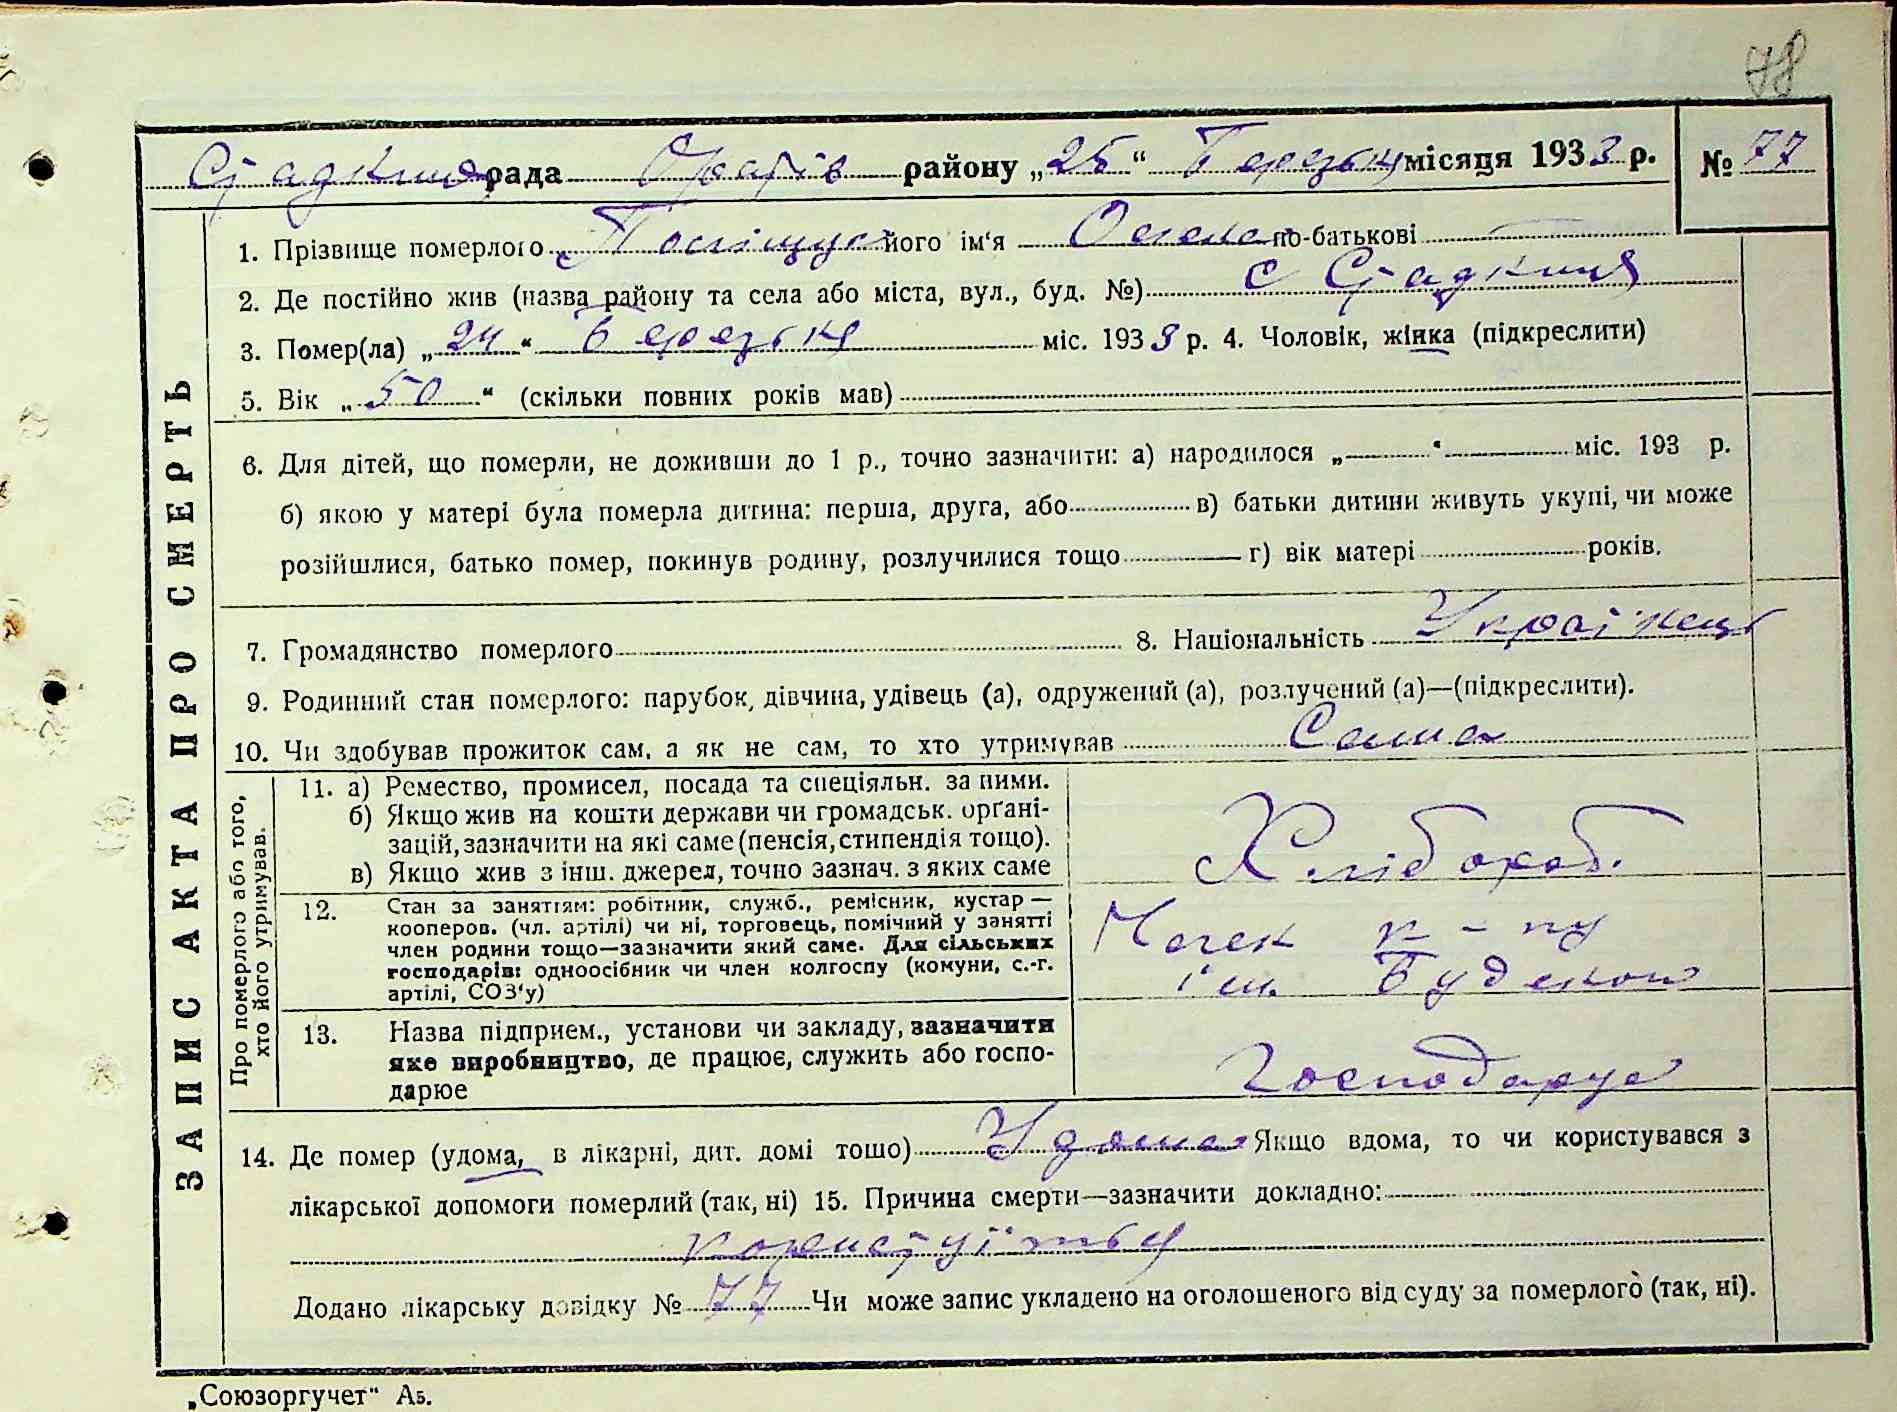 78
рада Оратів району „25“ Березня місяця 1933 р. № 77
ЗАПИС АКТА ПРО СМЕРТЬ
1. Прізвище померлого його ім‘я по-батькові
2. Де постійно жив (назва району та села або міста, вул., буд. №) с
3. Помер(ла) „24“ Березня міс. 1933 р. 4. Чоловік, жінка (підкреслити)
5. Вік „50“ (скільки повних років мав)
6. Для дітей, що померли, не доживши до 1 р., точно зазначити: а) народилося „ “ міс. 193 р.
б) якою у матері була померла дитина: перша, друга, або в) батьки дитини живуть укупі, чи може
розійшлися, батько помер, покинув родину, розлучилися тощо г) вік матері років.
7. Громадянство померлого 8. Національність Украінець
9. Родинний стан померлого: парубок, дівчина, удівець (а), одружений (а), розлучений (а)—(підкреслити).
10. Чи здобував прожиток сам, а як не сам, то хто утримував Сама
Про померлого або того,
хто його утримував.
11. а) Ремество, промисел, посада та спеціяльн. за ними.
б) Якщо жив на кошти держави чи громадськ. орґані-
зацій, зазначити на які саме (пенсія, стипендія тощо).
в) Якщо жив з інш. джерел, точно зазнач. з яких саме
Хлібороб.
12. Стан за заняттям: робітник, служб., ремісник, кустар —
кооперов. (чл. артілі) чи ні, торговець, помічний у занятті
член родини тощо—зазначити який саме. Для сільських
господарів: одноосібник чи член колгоспу (комуни, с.-г.
артілі, СОЗ‘у)
к-пу
ім. Буденого
13. Назва підприєм., установи чи закладу, зазначити
яке виробництво, де працює, служить або госпо-
дарює
Господарує
14. Де помер (удома, в лікарні, дит. домі тощо) Удома Якщо вдома, то чи користувався з
лікарської допомоги померлий (так, ні) 15. Причина смерти—зазначити докладно:
Додано лікарську довідку № 77 Чи може запис укладено на оголошеного від суду за померлого (так, ні).
„Союзоргучет“ А5.